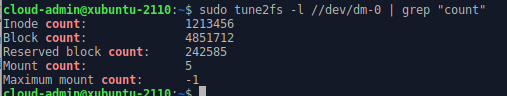 cloud-admin@xubuntu-2110:~$ sudo tune2fs -l //dev/dm-0 | grep "count"
Inode count:              1213456
Block count:              4851712
Reserved block count:     242585
Mount count:              5
Maximum mount count:      -1
cloud-admin@xubuntu-2110:~$